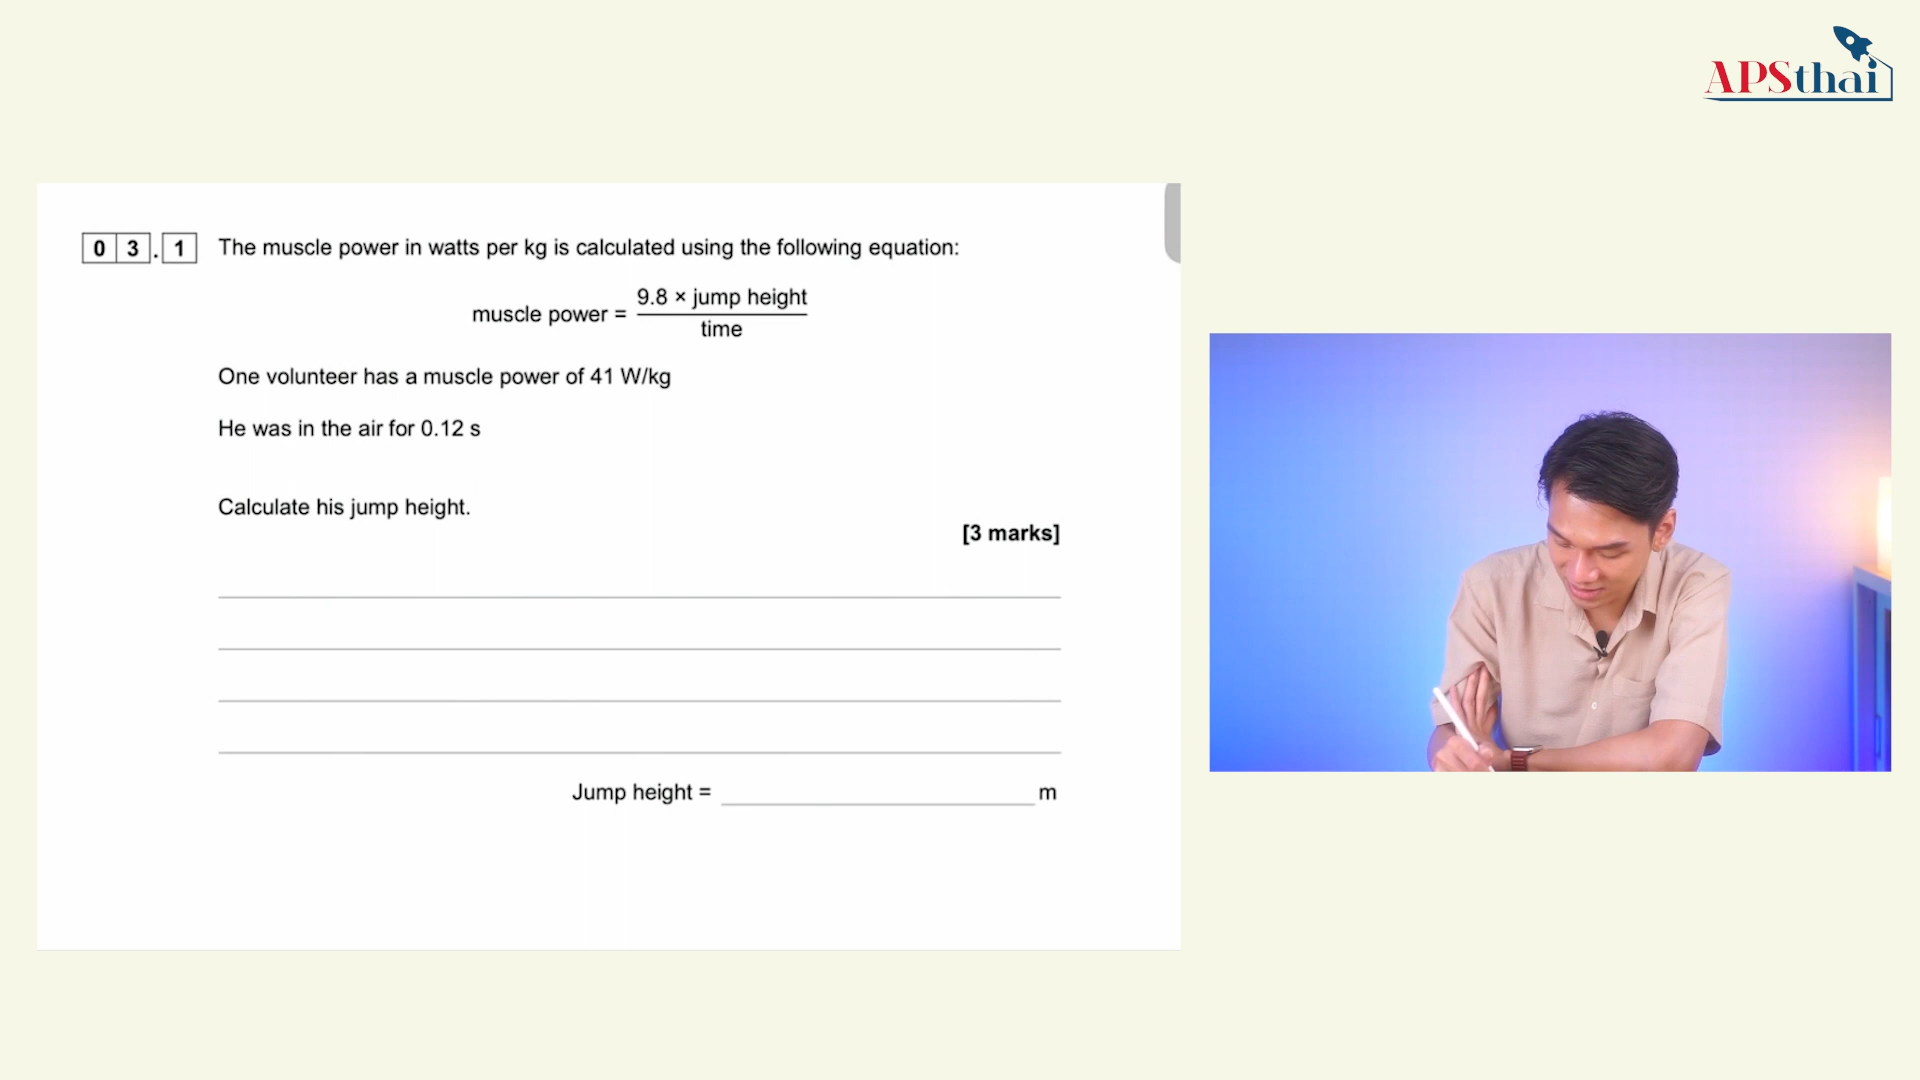 APSthai
03.1 The muscle power in watts per kg is calculated using the following equation:
muscle power = 9.8 × jump height
time
One volunteer has a muscle power of 41 W/kg
He was in the air for 0.12 s
Calculate his jump height.
[3 marks]
Jump height = m